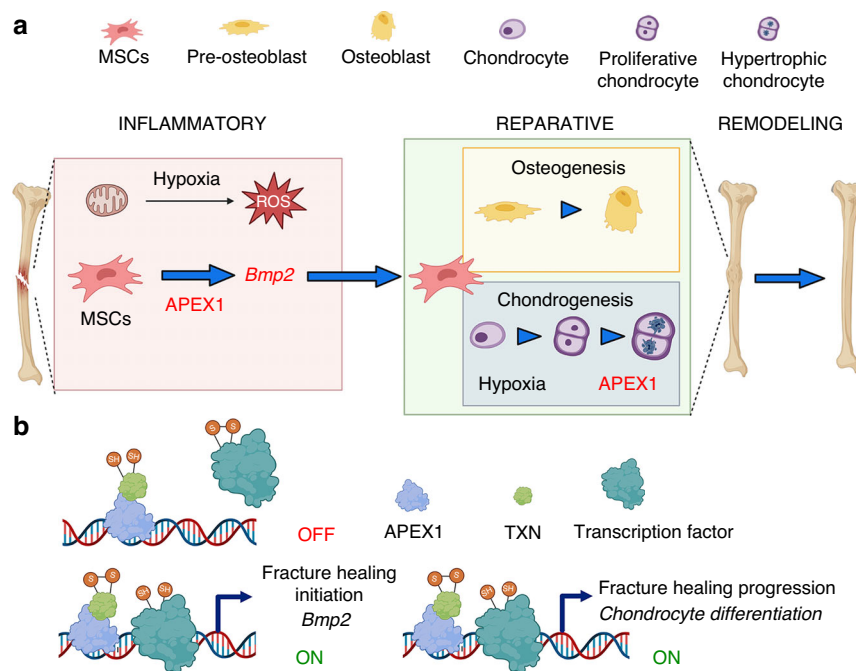 a
MSCs
Pre-osteoblast
Osteoblast
Chondrocyte
Proliferative
chondrocyte
Hypertrophic
chondrocyte
INFLAMMATORY
REPARATIVE
REMODELING
Hypoxia
ROS
MSCs
APEX1
Bmp2
Osteogenesis
Chondrogenesis
Hypoxia
APEX1
b
SH
SH
S
S
OFF
APEX1
TXN
Transcription factor
S
S
SH
SH
Fracture healing
initiation
Bmp2
ON
S
S
SH
SH
Fracture healing progression
Chondrocyte differentiation
ON